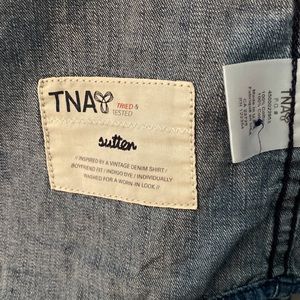 TNA TRIED &
TESTED
sutten
// INSPIRED BY A VINTAGE DENIM SHIRT /
BOYFRIEND FIT / INDIGO DYE / INDIVIDUALLY
WASHED FOR A WORN-IN LOOK //
TNA